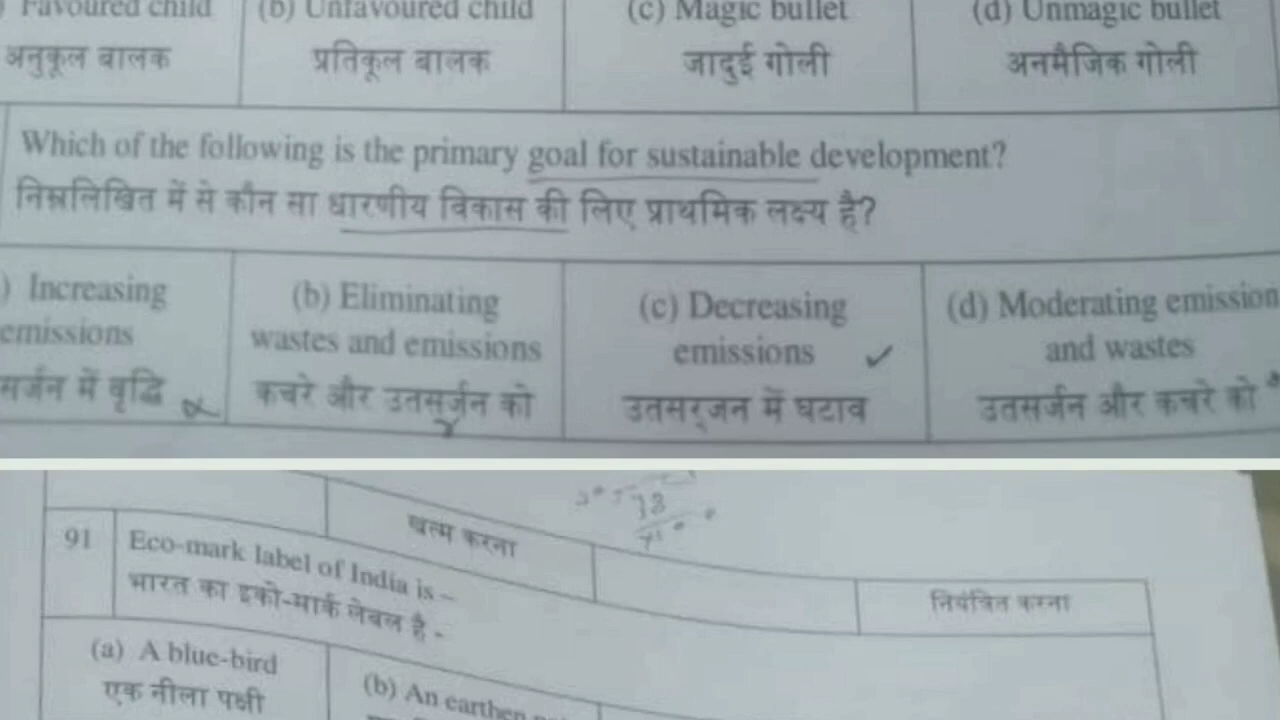 Favoured child (b) Unfavoured child (c) Magic bullet (d) Unmagic bullet
अनुकूल बालक प्रतिकूल बालक जादुई गोली अनमैजिक गोली
Which of the following is the primary goal for sustainable development?
निम्नलिखित में से कौन सा धारणीय विकास की लिए प्राथमिक लक्ष्य है?
) Increasing (b) Eliminating (c) Decreasing (d) Moderating emission
emissions wastes and emissions emissions and wastes
सर्जन में वृद्धि कचरे और उतसर्जन को उतसर्जन में घटाव उतसर्जन और कचरे को
खत्म करना
नियंत्रित करना
91 Eco-mark label of India is –
भारत का इको-मार्क लेबल है -
(a) A blue-bird (b) An earthen
एक नीला पक्षी